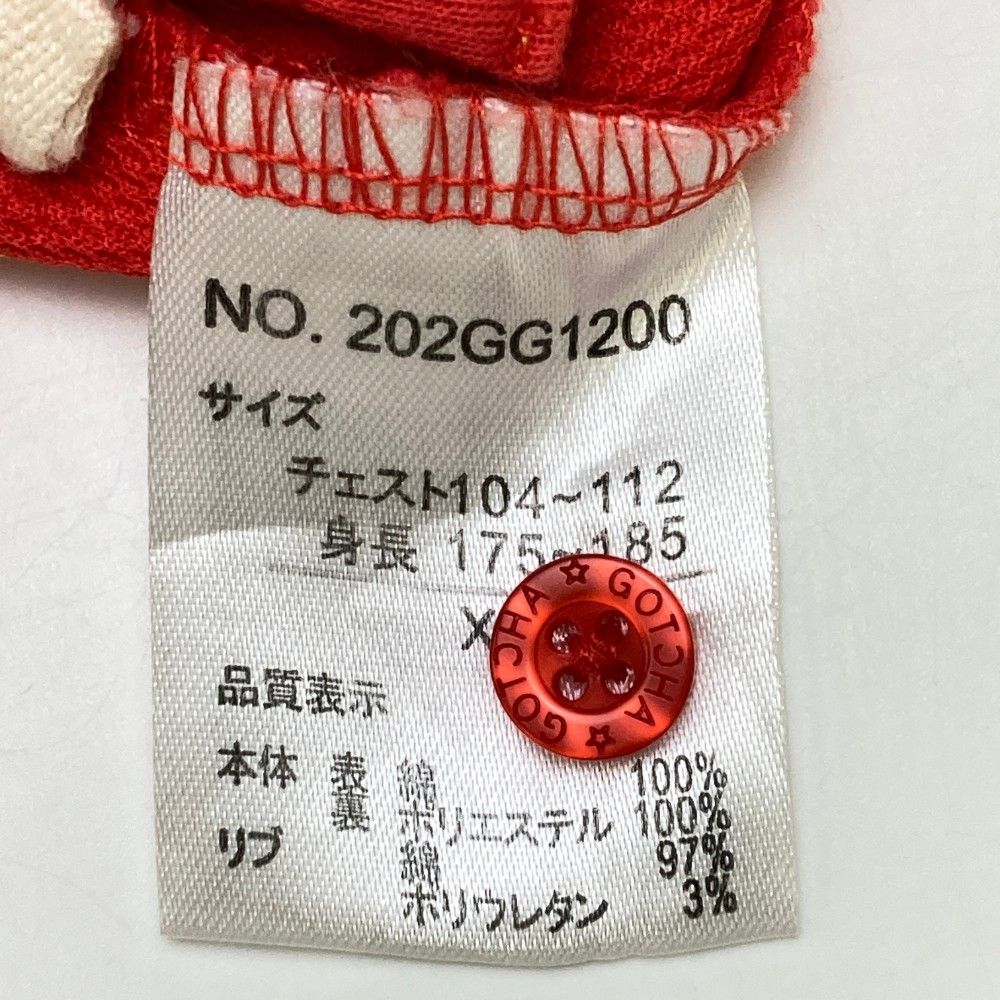 NO. 202GG1200
サイズ
チェスト104~112
身長 175~185
GOTCHA ☆ GOTCHA ☆
品質表示
本体 表 綿 100%
裏 ポリエステル 100%
リブ 綿 97%
ポリウレタン 3%